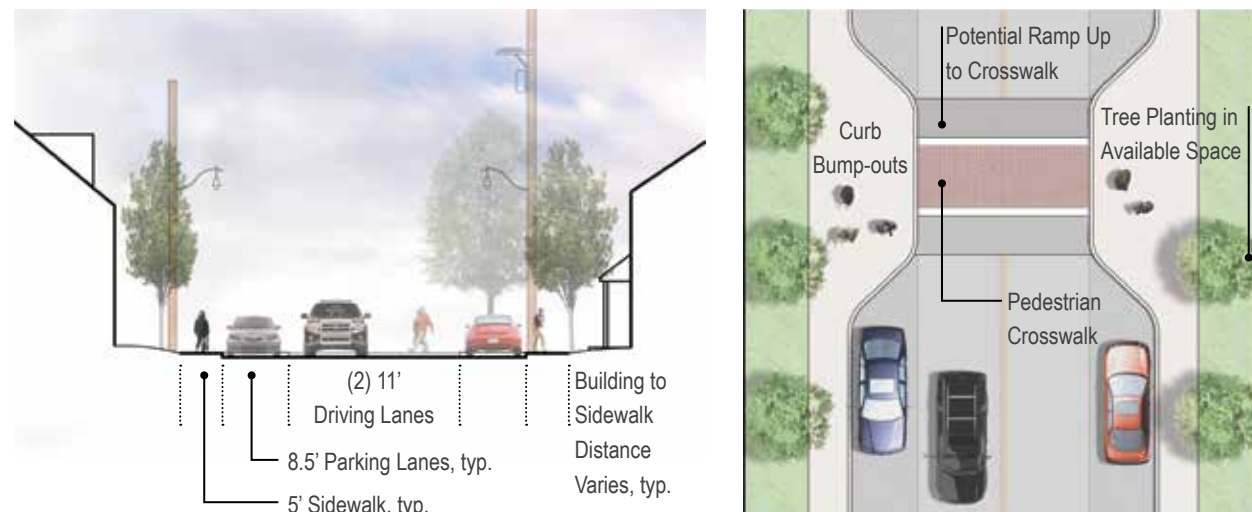 (2) 11’
Driving Lanes
8.5’ Parking Lanes, typ.
5’ Sidewalk, typ.
Building to
Sidewalk
Distance
Varies, typ.
Potential Ramp Up
to Crosswalk
Curb
Bump-outs
Tree Planting in
Available Space
Pedestrian
Crosswalk